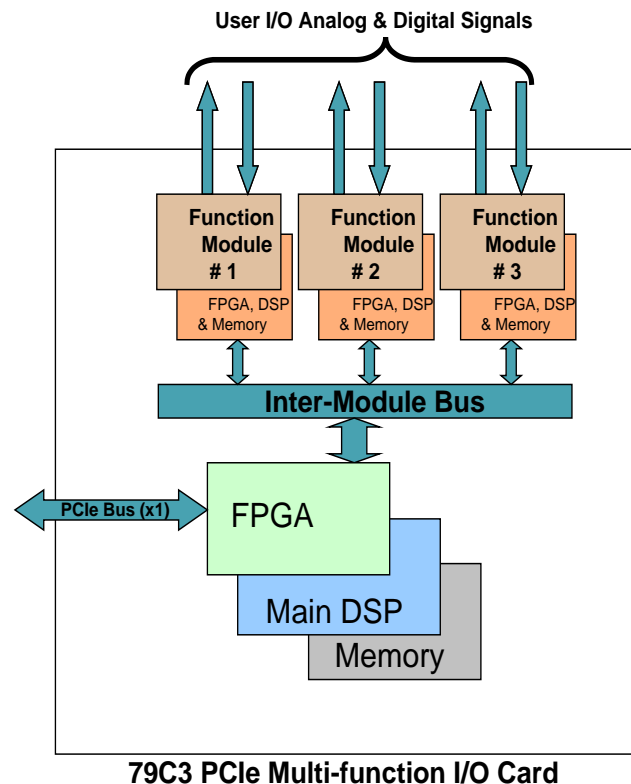 User I/O Analog & Digital Signals
Function
Module
# 1
FPGA, DSP
& Memory
Function
Module
# 2
FPGA, DSP
& Memory
Function
Module
# 3
FPGA, DSP
& Memory
Inter-Module Bus
PCIe Bus (x1)
FPGA
Main DSP
Memory
79C3 PCIe Multi-function I/O Card